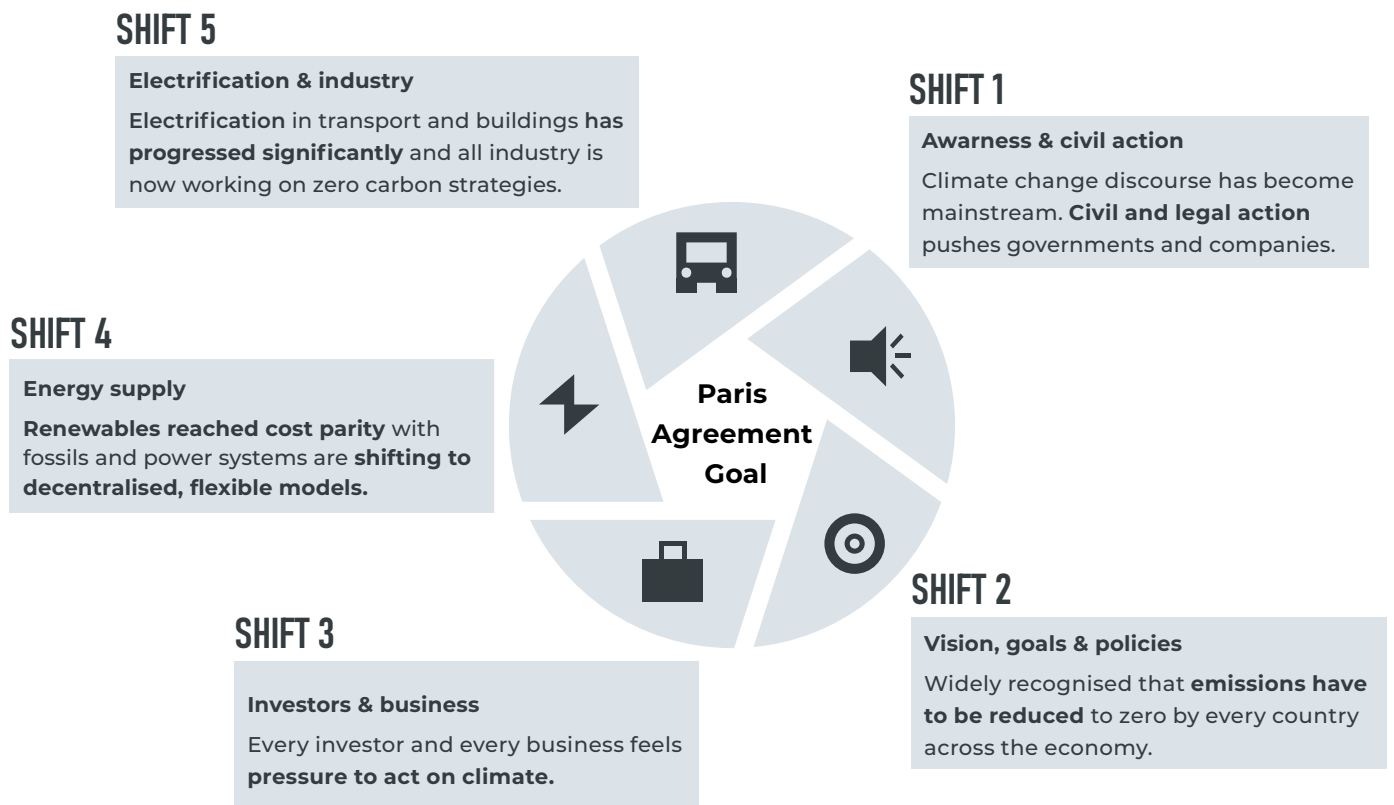 SHIFT 5
Electrification & industry
Electrification in transport and buildings has
progressed significantly and all industry is
now working on zero carbon strategies.
SHIFT 1
Awarness & civil action
Climate change discourse has become
mainstream. Civil and legal action
pushes governments and companies.
SHIFT 4
Energy supply
Renewables reached cost parity with
fossils and power systems are shifting to
decentralised, flexible models.
Paris
Agreement
Goal
SHIFT 2
Vision, goals & policies
Widely recognised that emissions have
to be reduced to zero by every country
across the economy.
SHIFT 3
Investors & business
Every investor and every business feels
pressure to act on climate.